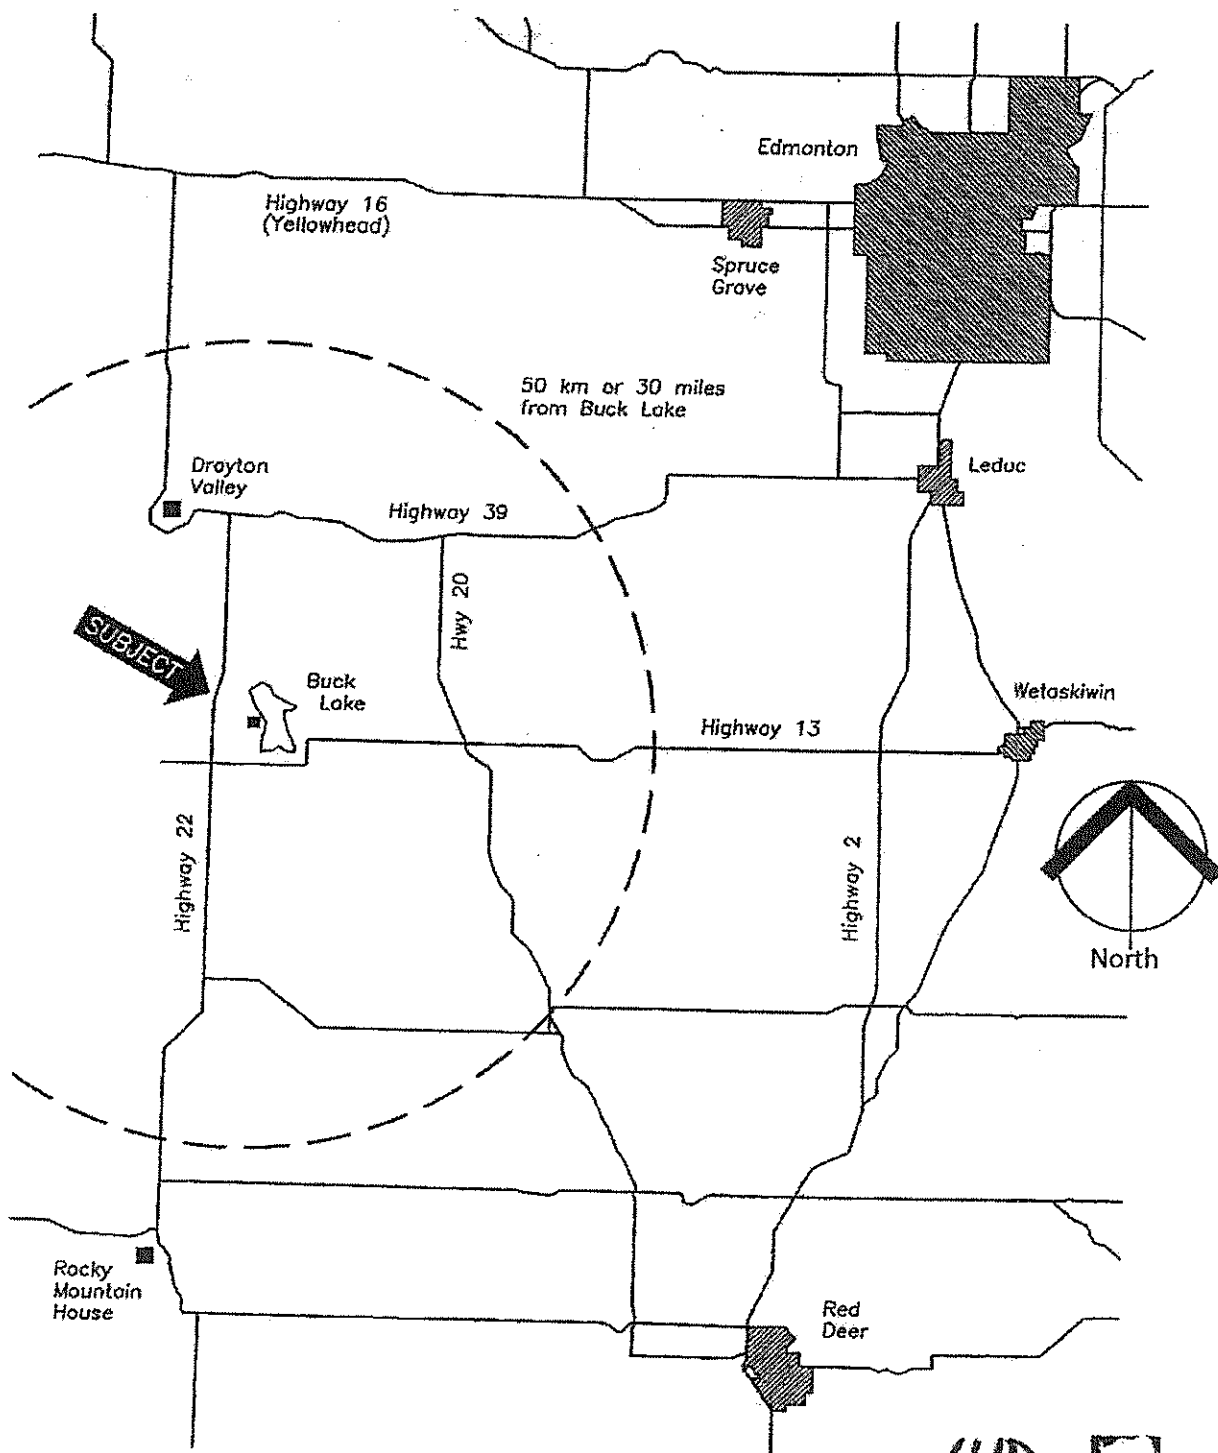 Edmonton
Highway 16
(Yellowhead)
Spruce
Grove
50 km or 30 miles
from Buck Lake
Drayton
Valley
Leduc
Highway 39
Hwy 20
SUBJECT
Buck
Lake
Wetaskiwin
Highway 13
Highway 22
Highway 2
North
Rocky
Mountain
House
Red
Deer